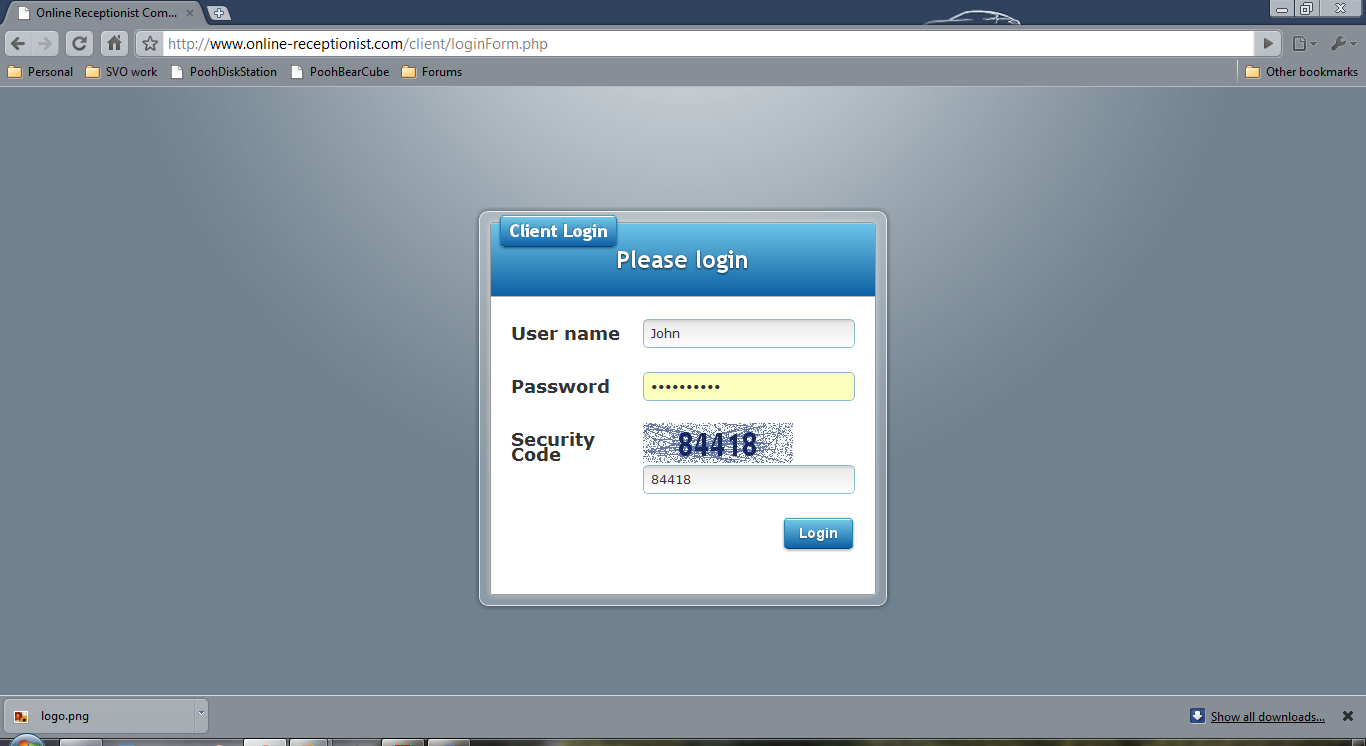 Online Receptionist Com...
http://www.online-receptionist.com/client/loginForm.php
Personal SVO work PoohDiskStation PoohBearCube Forums Other bookmarks
Client Login
Please login
User name John
Password ••••••••••
Security Code 84418
84418
Login
logo.png Show all downloads...